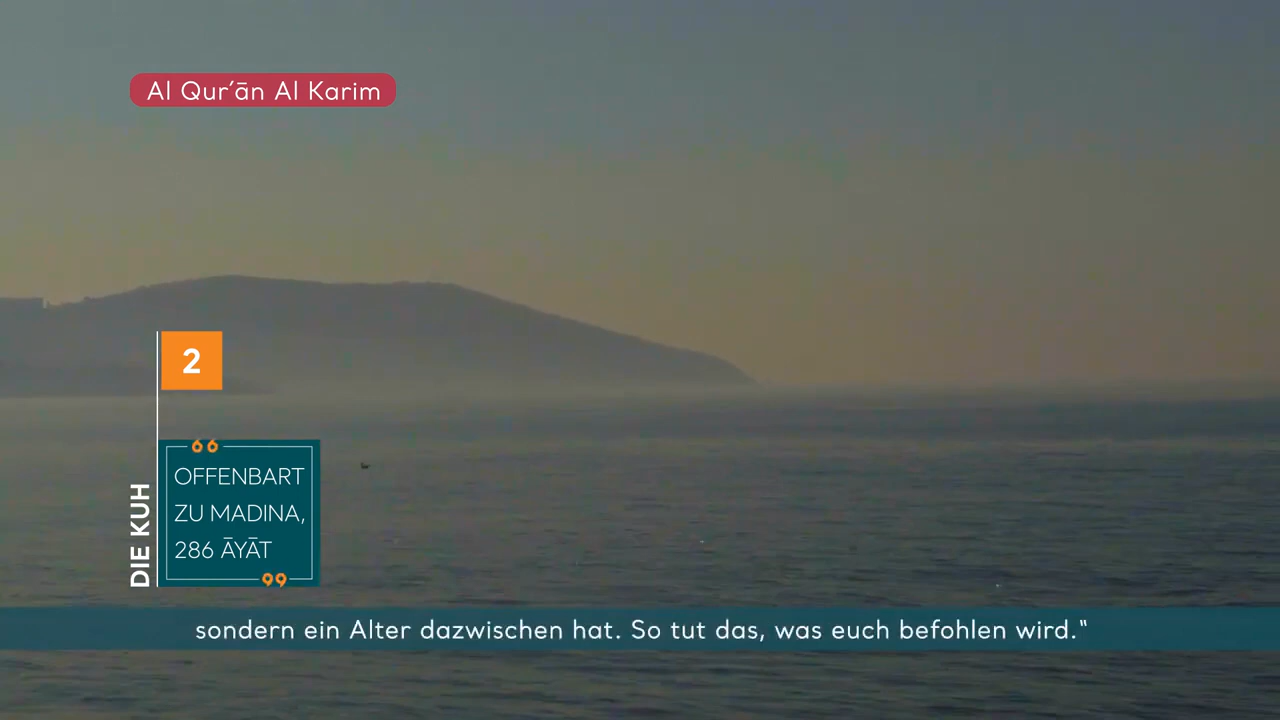 Al Qur’ān Al Karim
2
DIE KUH
OFFENBART
ZU MADINA,
286 ĀYĀT
sondern ein Alter dazwischen hat. So tut das, was euch befohlen wird.“